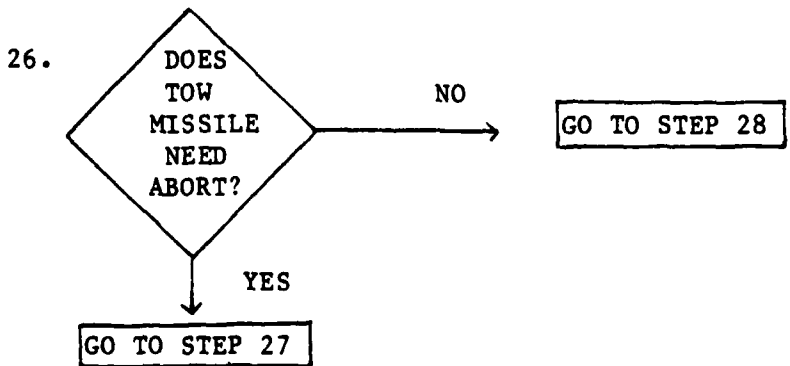 26.
DOES
TOW
MISSILE
NEED
ABORT?
NO
GO TO STEP 28
YES
GO TO STEP 27